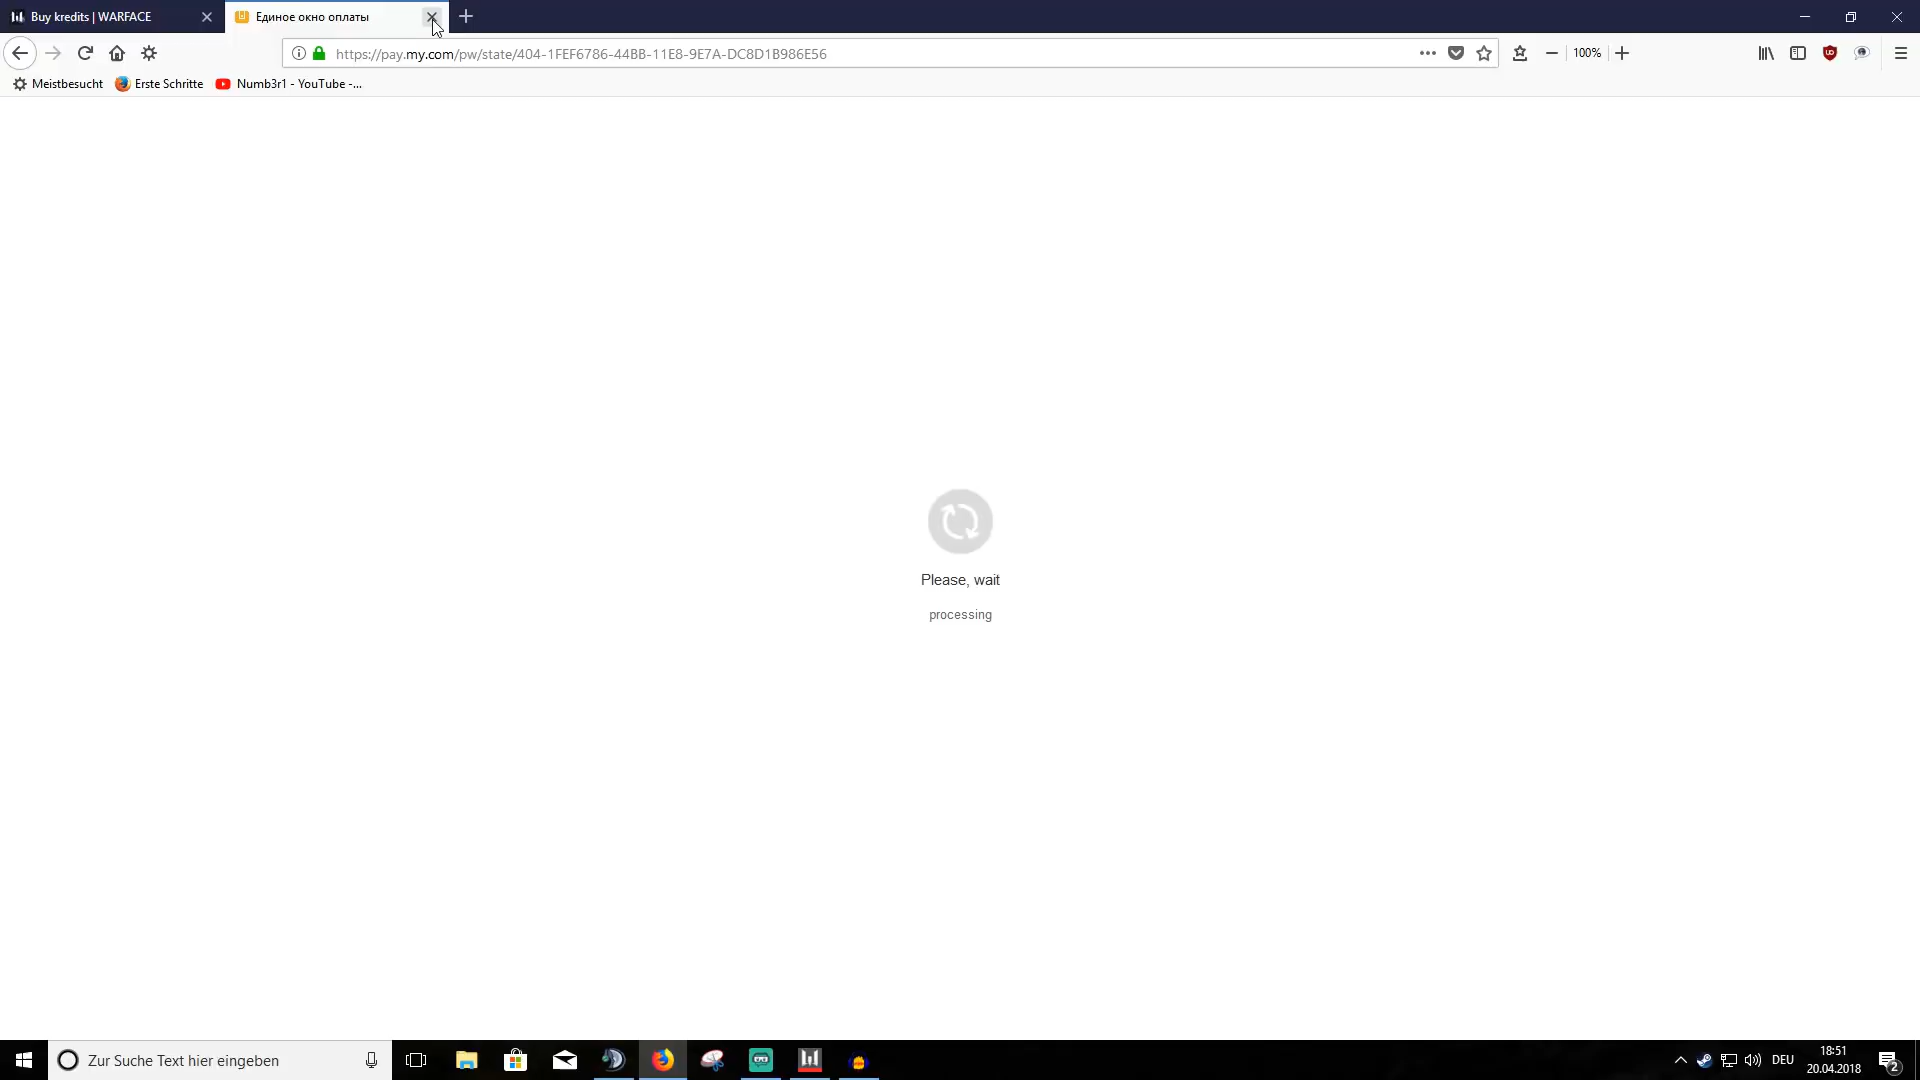 Buy kredits | WARFACE
Единое окно оплаты
https://pay.my.com/pw/state/404-1FEF6786-44BB-11E8-9E7A-DC8D1B986E56
100%
Meistbesucht
Erste Schritte
Numb3r1 - YouTube -...
Please, wait
processing
Zur Suche Text hier eingeben
DEU
18:51
20.04.2018
2